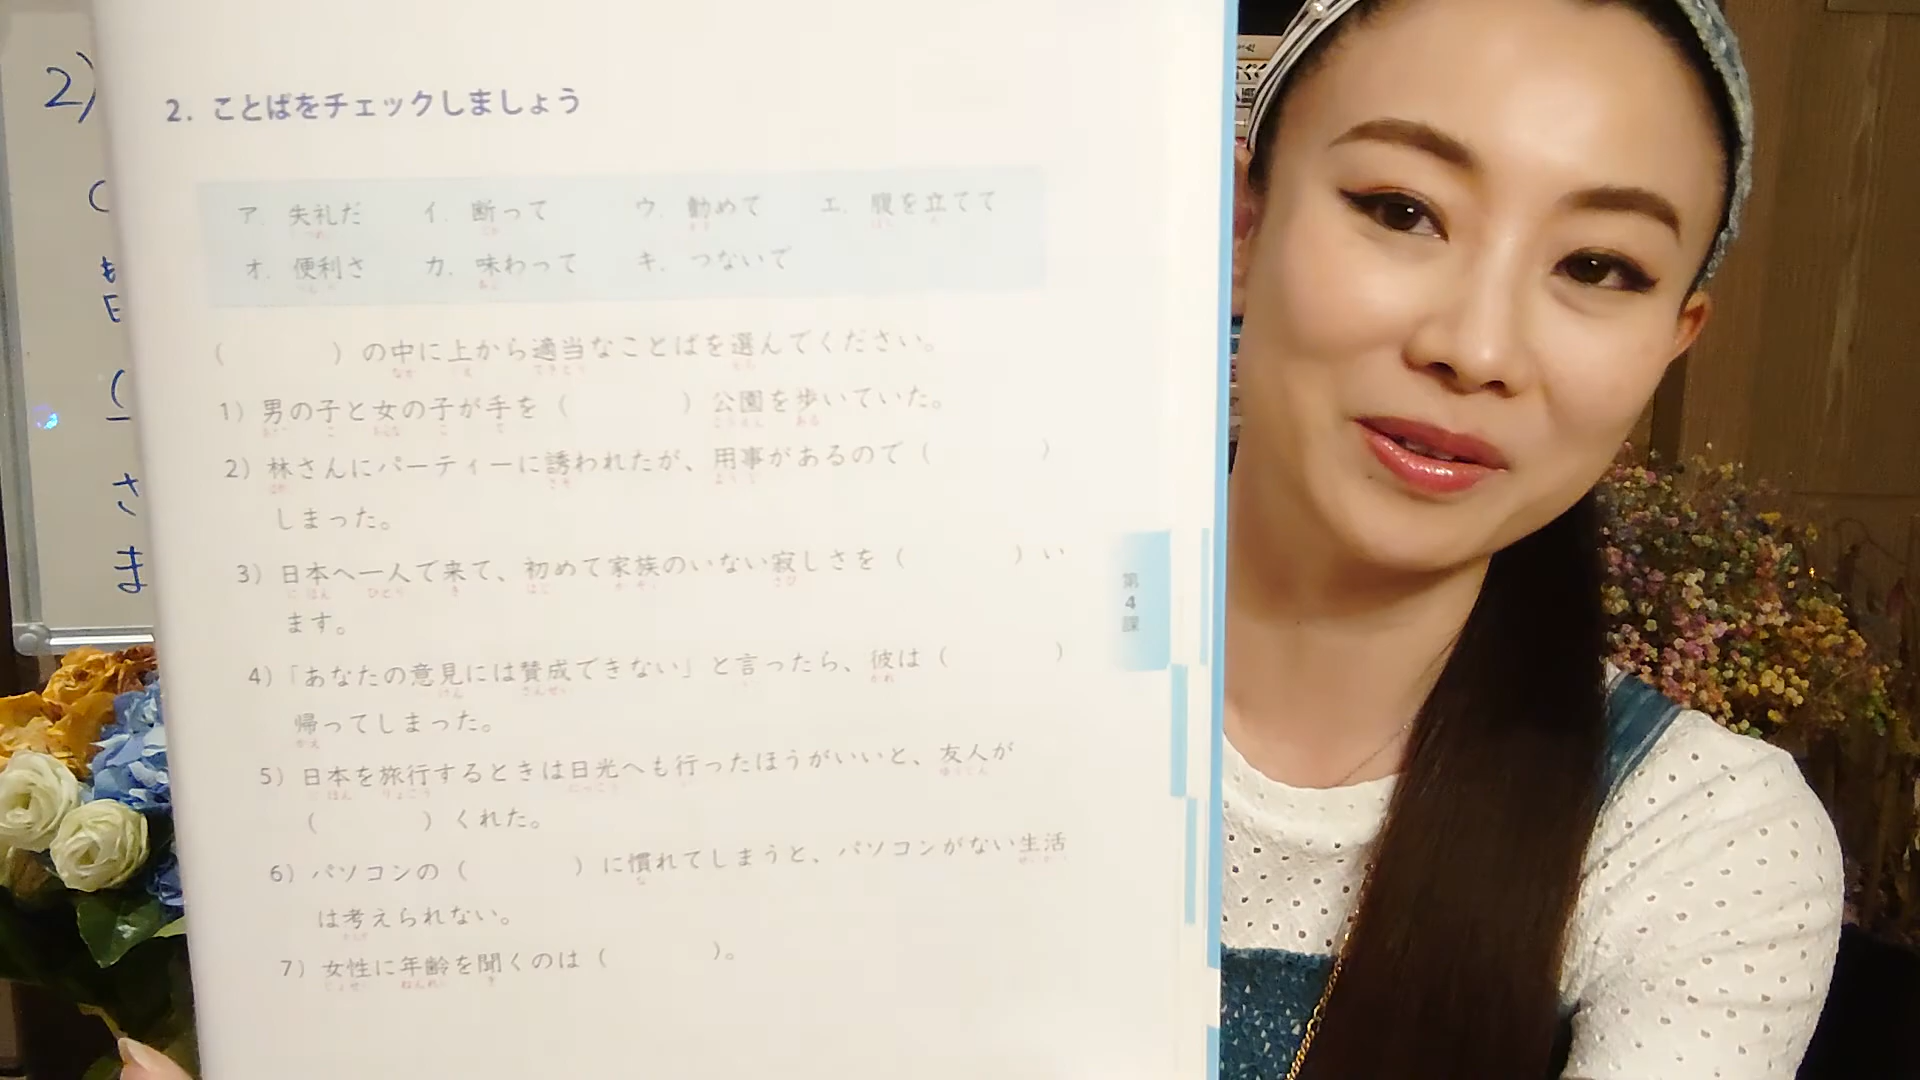 2)
2. ことばをチェックしましょう
ア. 失礼だ イ. 断って ウ. 勧めて エ. 腹を立てて
オ. 便利さ カ. 味わって キ. つないで
( ) の中に上から適当なことばを選んでください。
1) 男の子と女の子が手を ( ) 公園を歩いていた。
2) 林さんにパーティーに誘われたが、用事があるので ( )
しまった。
3) 日本へ一人で来て、初めて家族のいない寂しさを ( ) い
ます。
4)「あなたの意見には賛成できない」と言ったら、彼は ( )
帰ってしまった。
5) 日本を旅行するときは日光へも行ったほうがいいと、友人が
( ) くれた。
6) パソコンの ( ) に慣れてしまうと、パソコンがない生活
は考えられない。
7) 女性に年齢を聞くのは ( )。
第4課
さ
ま